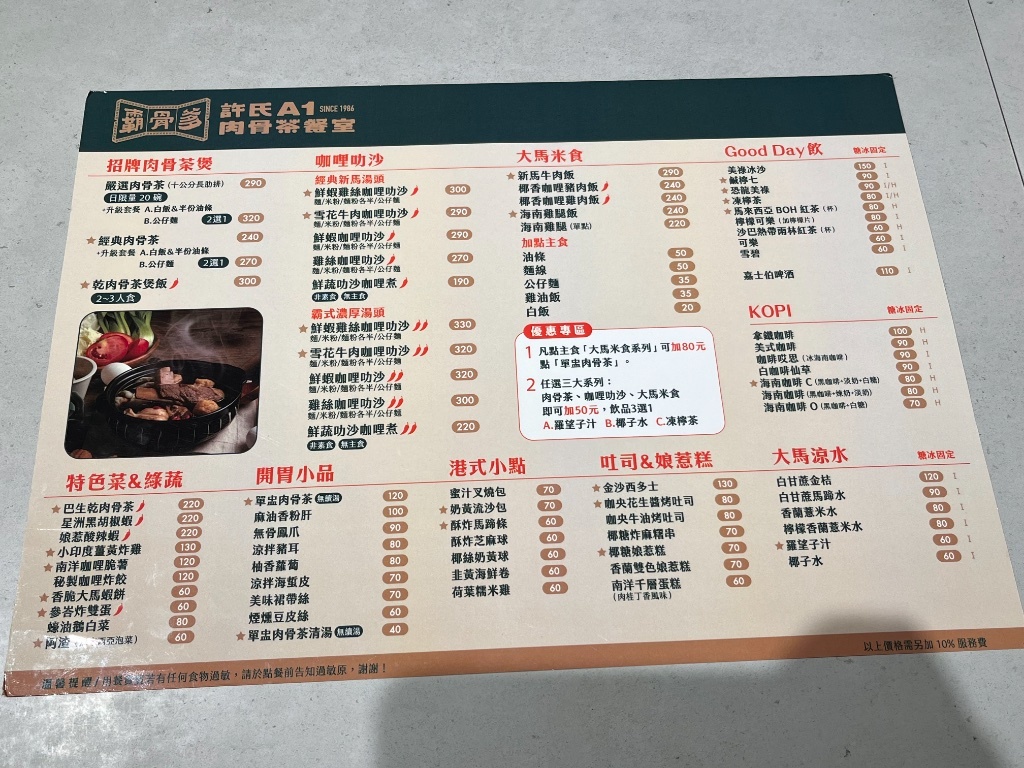 霸骨爹
許氏A1 SINCE 1986
肉骨茶餐室
招牌肉骨茶煲
嚴選肉骨茶 (十公分長肋排) 290
日限量 20 碗
+升級套餐 A.白飯&半份油條
B.公仔麵 2選1 320
★經典肉骨茶 240
+升級套餐 A.白飯&半份油條
B.公仔麵 2選1 270
★乾肉骨茶煲飯 300
2~3人食
咖哩叻沙
經典新馬湯頭
★鮮蝦雞絲咖哩叻沙 300
麵/米粉/麵粉各半/公仔麵
★雪花牛肉咖哩叻沙 290
麵/米粉/麵粉各半/公仔麵
鮮蝦咖哩叻沙 290
麵/米粉/麵粉各半/公仔麵
雞絲咖哩叻沙 270
麵/米粉/麵粉各半/公仔麵
鮮蔬叻沙咖哩煮 190
非素食 無主食
霸式濃厚湯頭
★鮮蝦雞絲咖哩叻沙 330
麵/米粉/麵粉各半/公仔麵
★雪花牛肉咖哩叻沙 320
麵/米粉/麵粉各半/公仔麵
鮮蝦咖哩叻沙 320
麵/米粉/麵粉各半/公仔麵
雞絲咖哩叻沙 300
麵/米粉/麵粉各半/公仔麵
鮮蔬叻沙咖哩煮 220
非素食 無主食
大馬米食
★新馬牛肉飯 290
椰香咖哩豬肉飯 240
椰香咖哩雞肉飯 240
★海南雞腿飯 240
海南雞腿 (單點) 220
加點主食
油條 50
麵線 50
公仔麵 35
雞油飯 35
白飯 20
優惠專區
1 凡點主食「大馬米食系列」可加80元
點「單盅肉骨茶」。
2 任選三大系列：
肉骨茶、咖哩叻沙、大馬米食
即可加50元，飲品3選1
A.羅望子汁 B.椰子水 C.凍檸茶
Good Day飲 糖冰固定
美祿冰沙 150 I
★鹹檸七 90 I
★恐龍美祿 90 I/H
★凍檸茶 80 I
★馬來西亞 BOH 紅茶 (杯) 80 H
檸檬可樂 (加檸檬片) 80 I
沙巴熱帶雨林紅茶 (杯) 60 H
可樂 60 I
雪碧 60 I
嘉士伯啤酒 110 I
KOPI 糖冰固定
拿鐵咖啡 100 H
美式咖啡 90 H
咖啡哎思 (冰海南咖啡) 90 I
白咖啡仙草 90 I
★海南咖啡 C (黑咖啡+淡奶+白糖) 80 H
海南咖啡 (黑咖啡+煉奶+淡奶) 80 H
海南咖啡 O (黑咖啡+白糖) 70 H
特色菜&綠蔬
★巴生乾肉骨茶 220
星洲黑胡椒蝦 220
娘惹酸辣蝦 220
★小印度薑黃炸雞 130
★南洋咖哩脆薯 120
秘製咖哩炸餃 120
★香脆大馬蝦餅 60
★參峇炸雙蛋 60
蠔油鵝白菜 80
60
開胃小品
★單盅肉骨茶 無續湯 120
麻油香粉肝 100
無骨鳳爪 90
涼拌豬耳 80
柚香蘿蔔 80
涼拌海蜇皮 70
美味裙帶絲 70
煙燻豆皮絲 60
★單盅肉骨茶清湯 無續湯 40
港式小點
蜜汁叉燒包 70
★奶黃流沙包 70
★酥炸馬蹄條 60
酥炸芝麻球 60
椰絲奶黃球 60
韭黃海鮮卷 60
荷葉糯米雞 60
吐司&娘惹糕
★金沙西多士 130
★咖央花生醬烤吐司 80
咖央牛油烤吐司 80
椰糖炸麻糬串 70
★椰糖娘惹糕 70
香蘭雙色娘惹糕 70
南洋千層蛋糕 60
(肉桂丁香風味)
大馬涼水 糖冰固定
白甘蔗金桔 120 I
白甘蔗馬蹄水 90 I
香蘭薏米水 80 I
檸檬香蘭薏米水 80 I
★羅望子汁 60 I
椰子水 60 I
以上價格需另加 10% 服務費
溫馨提醒/用餐貴賓若有任何食物過敏，請於點餐前告知過敏原，謝謝！